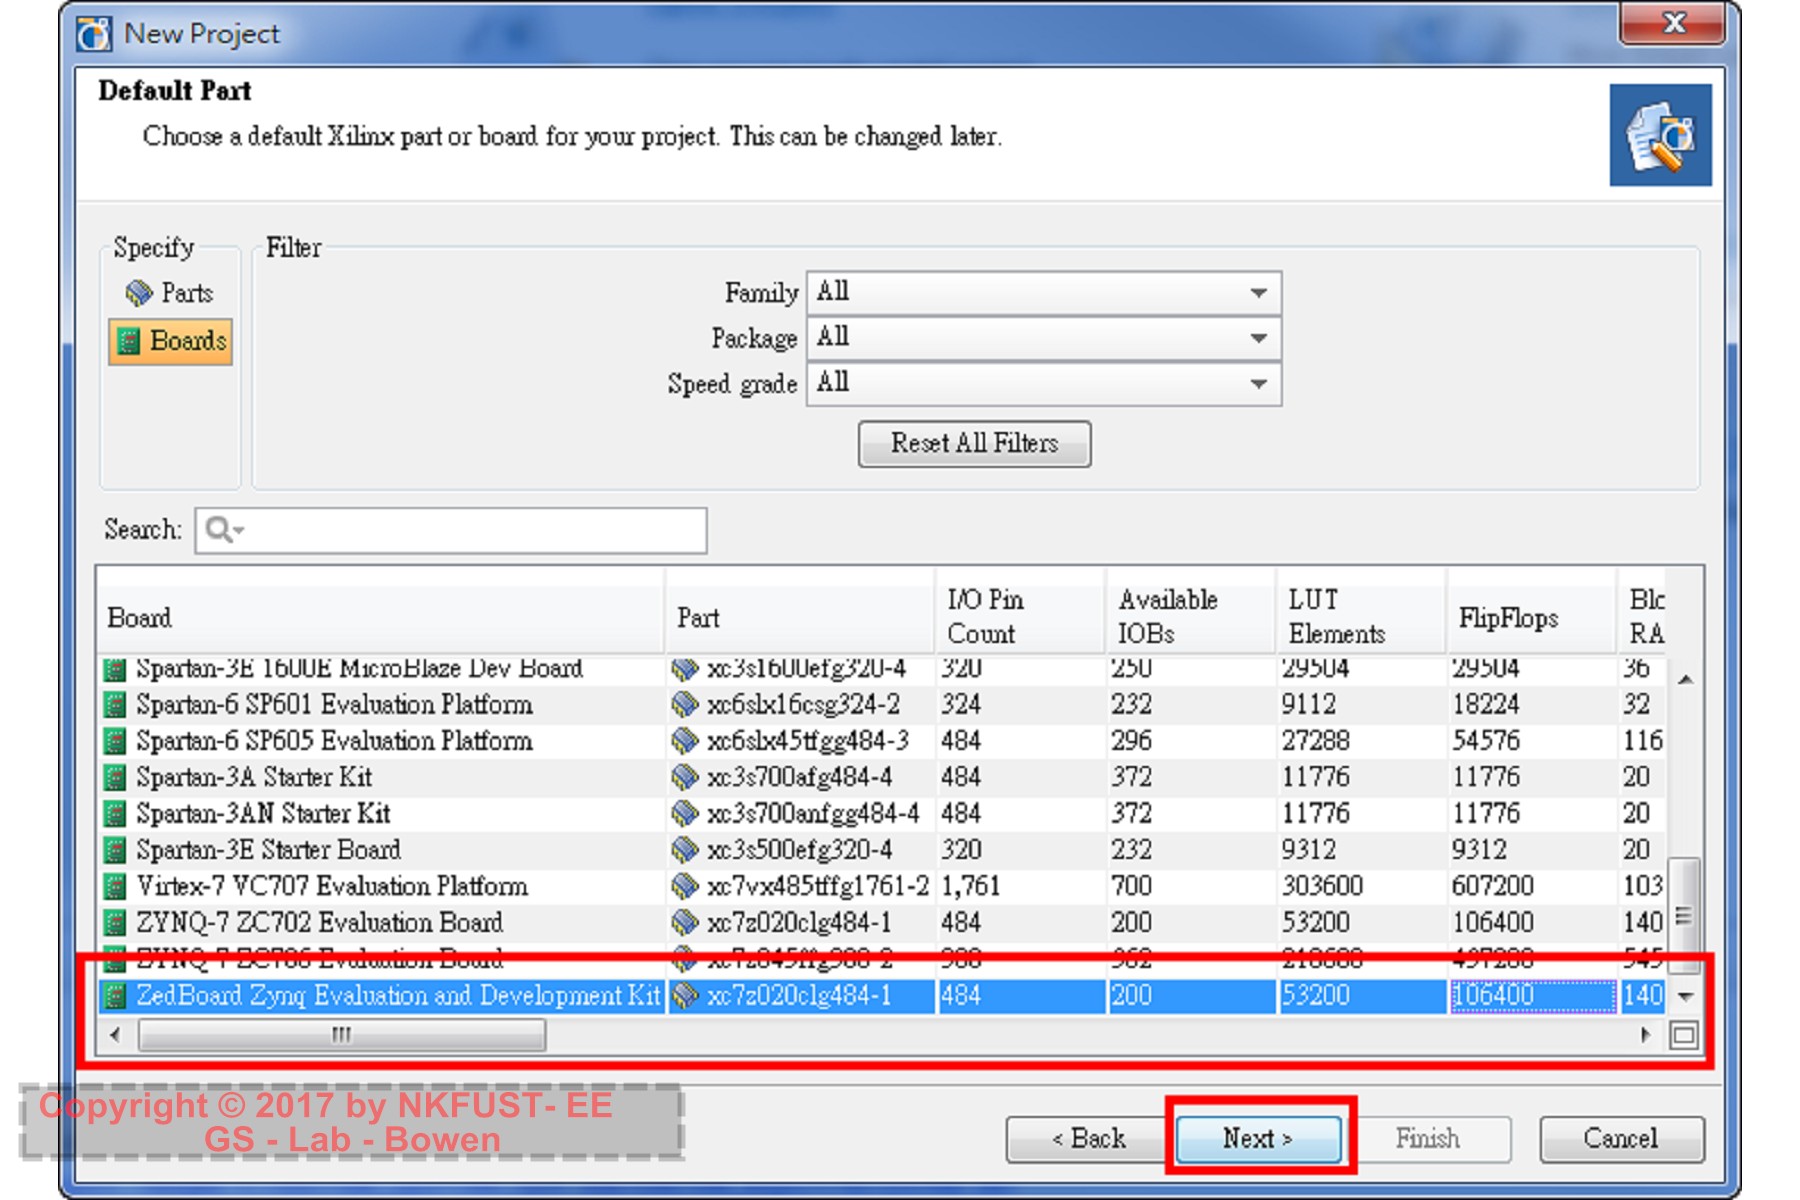 New Project
Default Part
Choose a default Xilinx part or board for your project. This can be changed later.
Specify
Filter
Parts
Boards
Family All
Package All
Speed grade All
Reset All Filters
Search:
Board Part I/O Pin Count Available IOBs LUT Elements FlipFlops Blc RA
Spartan-3E 1600E MicroBlaze Dev Board xc3s1600efg320-4 320 250 29504 29504 36
Spartan-6 SP601 Evaluation Platform xc6slx16csg324-2 324 232 9112 18224 32
Spartan-6 SP605 Evaluation Platform xc6slx45tfgg484-3 484 296 27288 54576 116
Spartan-3A Starter Kit xc3s700afg484-4 484 372 11776 11776 20
Spartan-3AN Starter Kit xc3s700anfgg484-4 484 372 11776 11776 20
Spartan-3E Starter Board xc3s500efg320-4 320 232 9312 9312 20
Virtex-7 VC707 Evaluation Platform xc7vx485tffg1761-2 1,761 700 303600 607200 103
ZYNQ-7 ZC702 Evaluation Board xc7z020clg484-1 484 200 53200 106400 140
ZYNQ-7 ZC706 Evaluation Board
ZedBoard Zynq Evaluation and Development Kit xc7z020clg484-1 484 200 53200 106400 140
Copyright © 2017 by NKFUST- EE
GS - Lab - Bowen
< Back
Next >
Finish
Cancel